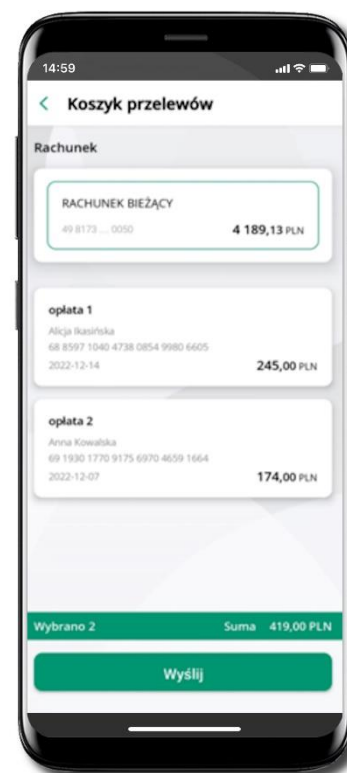 14:59
Koszyk przelewów
Rachunek
RACHUNEK BIEŻĄCY
49 8173 ... 0050 4 189,13 PLN
opłata 1
Alicja Ikasińska
68 8597 1040 4738 0854 9980 6605
2022-12-14 245,00 PLN
opłata 2
Anna Kowalska
69 1930 1770 9175 6970 4659 1664
2022-12-07 174,00 PLN
Wybrano 2 Suma 419,00 PLN
Wyślij